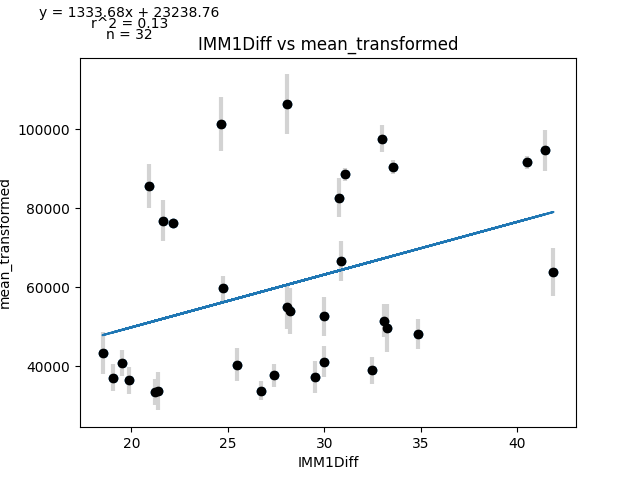 y = 1333.68x + 23238.76
r^2 = 0.13
n = 32
IMM1Diff vs mean_transformed
100000
80000
60000
40000
mean_transformed
20
25
30
35
40
IMM1Diff